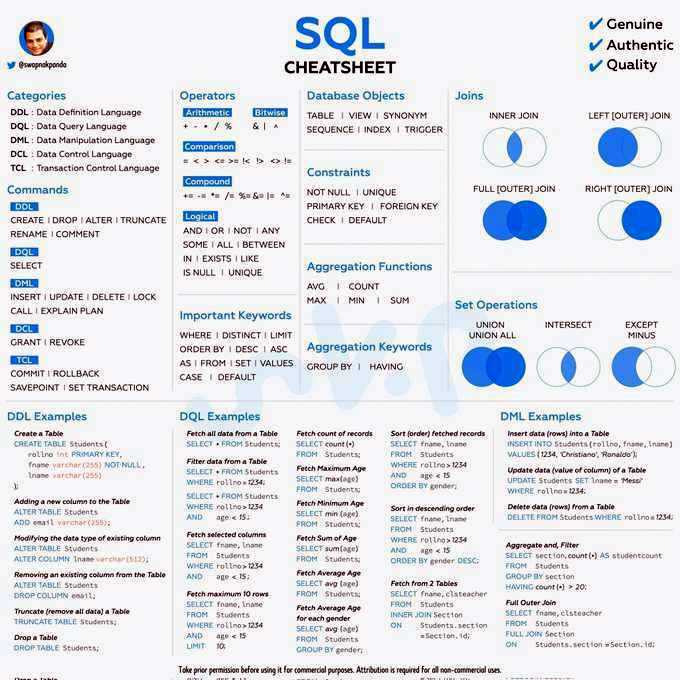 SQL
CHEATSHEET
@swapnakpanda
✔ Genuine
✔ Authentic
✔ Quality
Categories
DDL : Data Definition Language
DQL : Data Query Language
DML : Data Manipulation Language
DCL : Data Control Language
TCL : Transaction Control Language
Commands
DDL
CREATE | DROP | ALTER | TRUNCATE
RENAME | COMMENT
DQL
SELECT
DML
INSERT | UPDATE | DELETE | LOCK
CALL | EXPLAIN PLAN
DCL
GRANT | REVOKE
TCL
COMMIT | ROLLBACK
SAVEPOINT | SET TRANSACTION
Operators
Arithmetic Bitwise
+ - * / % & | ^
Comparison
= < > <= >= !< !> <> !=
Compound
+= -= *= /= %= &= |= ^=
Logical
AND | OR | NOT | ANY
SOME | ALL | BETWEEN
IN | EXISTS | LIKE
IS NULL | UNIQUE
Important Keywords
WHERE | DISTINCT | LIMIT
ORDER BY | DESC | ASC
AS | FROM | SET | VALUES
CASE | DEFAULT
Database Objects
TABLE | VIEW | SYNONYM
SEQUENCE | INDEX | TRIGGER
Constraints
NOT NULL | UNIQUE
PRIMARY KEY | FOREIGN KEY
CHECK | DEFAULT
Aggregation Functions
AVG | COUNT
MAX | MIN | SUM
Aggregation Keywords
GROUP BY | HAVING
Joins
INNER JOIN LEFT [OUTER] JOIN
FULL [OUTER] JOIN RIGHT [OUTER] JOIN
Set Operations
UNION
UNION ALL
INTERSECT
EXCEPT
MINUS
DDL Examples
Create a Table
CREATE TABLE Students(
rollno int PRIMARY KEY,
fname varchar(255) NOT NULL,
lname varchar(255)
);
Adding a new column to the Table
ALTER TABLE Students
ADD email varchar(255);
Modifying the data type of existing column
ALTER TABLE Students
ALTER COLUMN lname varchar(512);
Removing an existing column from the Table
ALTER TABLE Students
DROP COLUMN email;
Truncate (remove all data) a Table
TRUNCATE TABLE Students;
Drop a Table
DROP TABLE Students;
DQL Examples
Fetch all data from a Table
SELECT * FROM Students;
Filter data from a Table
SELECT * FROM Students
WHERE rollno=1234;
SELECT * FROM Students
WHERE rollno>1234
AND age < 15;
Fetch selected columns
SELECT fname, lname
FROM Students
WHERE rollno>1234
AND age < 15;
Fetch maximum 10 rows
SELECT fname, lname
FROM Students
WHERE rollno>1234
AND age < 15
LIMIT 10;
Fetch count of records
SELECT count(*)
FROM Students;
Fetch Maximum Age
SELECT max(age)
FROM Students;
Fetch Minimum Age
SELECT min (age)
FROM Students;
Fetch Sum of Age
SELECT sum(age)
FROM Students;
Fetch Average Age
SELECT avg (age)
FROM Students;
Fetch Average Age
for each gender
SELECT avg (age)
FROM Students
GROUP BY gender;
Sort (order) fetched records
SELECT fname, lname
FROM Students
WHERE rollno>1234
AND age < 15
ORDER BY gender;
Sort in descending order
SELECT fname, lname
FROM Students
WHERE rollno>1234
AND age < 15
ORDER BY gender DESC;
Fetch from 2 Tables
SELECT fname, clsteacher
FROM Students
INNER JOIN Section
ON Students.section
=Section.id;
DML Examples
Insert data (rows) into a Table
INSERT INTO Students(rollno, fname, lname)
VALUES (1234, 'Christiano', 'Ronaldo');
Update data (value of column) of a Table
UPDATE Students SET lname = 'Messi'
WHERE rollno=1234;
Delete data (rows) from a Table
DELETE FROM Students WHERE rollno=1234;
Aggregate and, Filter
SELECT section, count(*) AS studentcount
FROM Students
GROUP BY section
HAVING count(*) > 20;
Full Outer Join
SELECT fname, clsteacher
FROM Students
FULL JOIN Section
ON Students.section = Section.id;
Take prior permission before using it for commercial purposes. Attribution is required for all non-commercial uses.